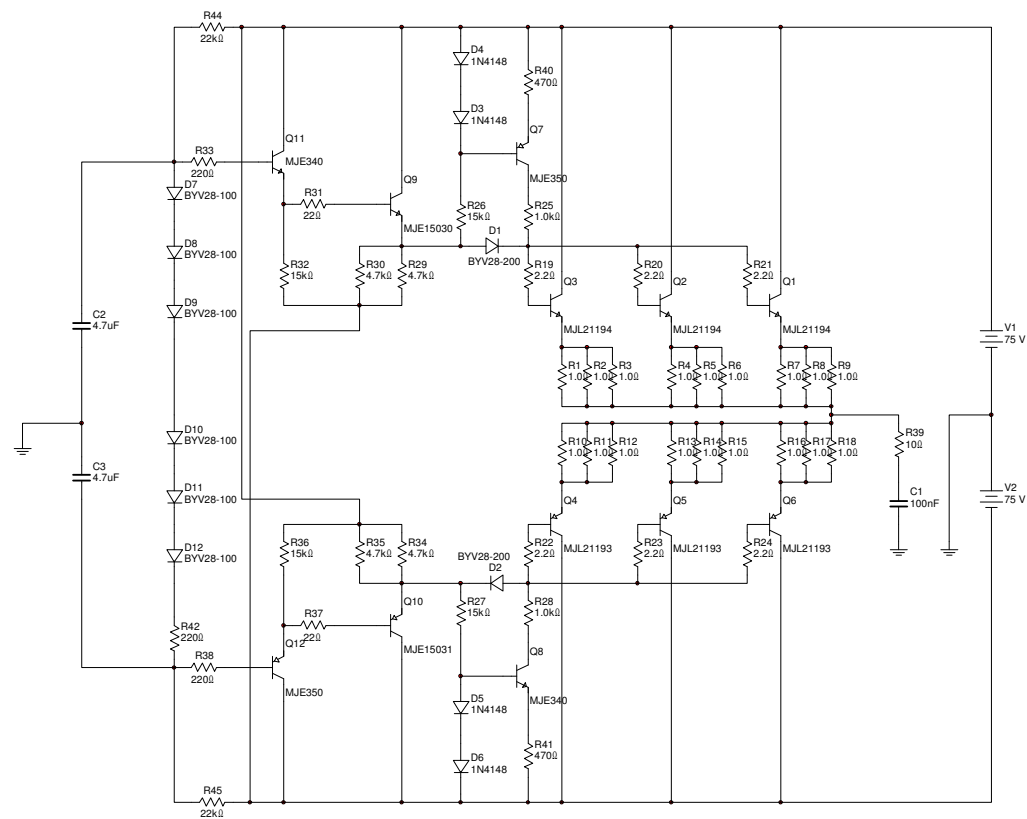 R44
22kΩ
D4
1N4148
R40
470Ω
D3
1N4148
Q7
MJE350
Q11
MJE340
R33
220Ω
D7
BYV28-100
Q9
MJE15030
R31
22Ω
R26
15kΩ
R25
1.0kΩ
D1
BYV28-200
D8
BYV28-100
R32
15kΩ
R30
4.7kΩ
R29
4.7kΩ
R19
2.2Ω
R20
2.2Ω
R21
2.2Ω
Q3
MJL21194
Q2
MJL21194
Q1
MJL21194
D9
BYV28-100
C2
4.7uF
V1
75 V
R1
1.0Ω
R2
1.0Ω
R3
1.0Ω
R4
1.0Ω
R5
1.0Ω
R6
1.0Ω
R7
1.0Ω
R8
1.0Ω
R9
1.0Ω
D10
BYV28-100
R10
1.0Ω
R11
1.0Ω
R12
1.0Ω
R13
1.0Ω
R14
1.0Ω
R15
1.0Ω
R16
1.0Ω
R17
1.0Ω
R18
1.0Ω
R39
10Ω
C3
4.7uF
D11
BYV28-100
C1
100nF
V2
75 V
Q4
MJL21193
Q5
MJL21193
Q6
MJL21193
R36
15kΩ
R35
4.7kΩ
R34
4.7kΩ
R22
2.2Ω
R23
2.2Ω
R24
2.2Ω
D12
BYV28-100
BYV28-200
D2
Q10
MJE15031
R27
15kΩ
R28
1.0kΩ
R37
22Ω
R42
220Ω
Q12
MJE350
R38
220Ω
Q8
MJE340
D5
1N4148
R41
470Ω
D6
1N4148
R45
22kΩ